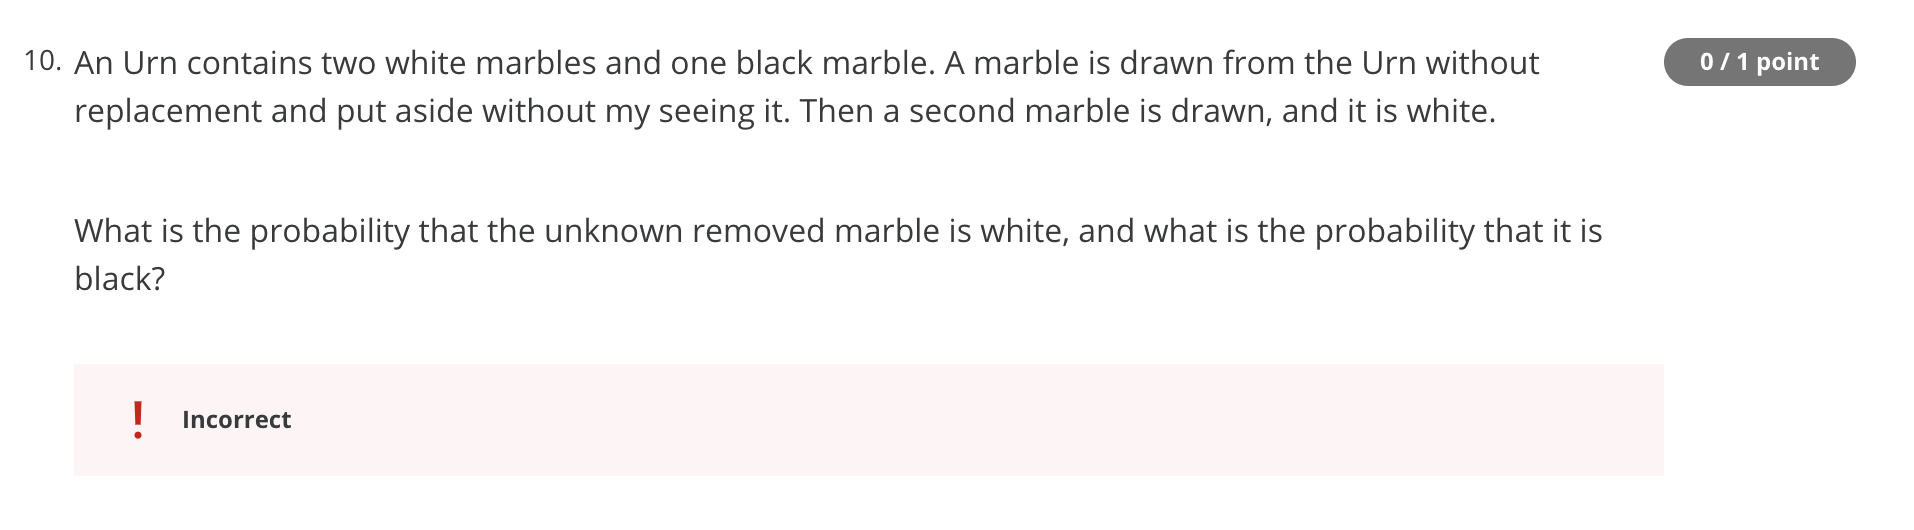 10. An Urn contains two white marbles and one black marble. A marble is drawn from the Urn without
0 / 1 point
replacement and put aside without my seeing it. Then a second marble is drawn, and it is white.
What is the probability that the unknown removed marble is white, and what is the probability that it is
black?
! Incorrect